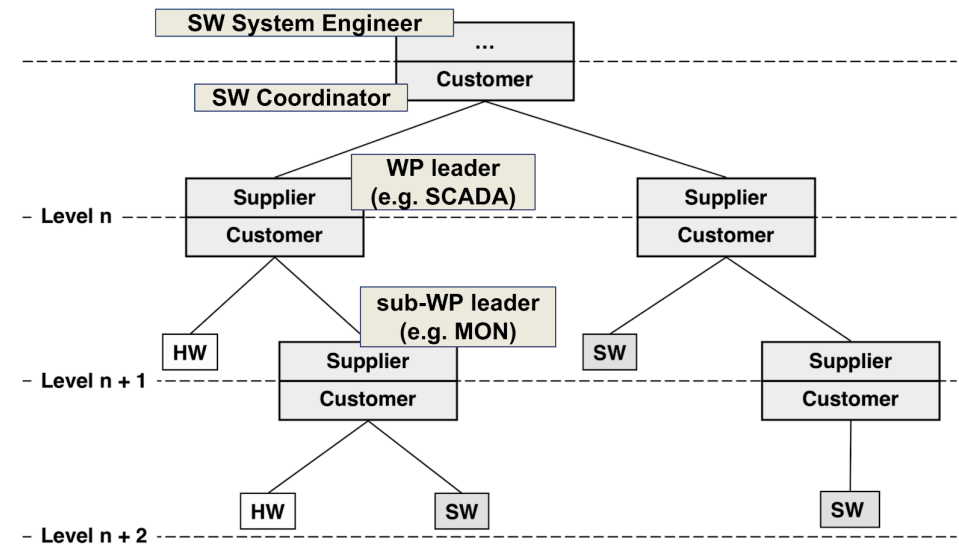 SW System Engineer
...
Customer
SW Coordinator
WP leader
(e.g. SCADA)
Supplier
Supplier
Level n
Customer
Customer
sub-WP leader
(e.g. MON)
HW
SW
Supplier
Supplier
Level n + 1
Customer
Customer
HW
SW
SW
Level n + 2